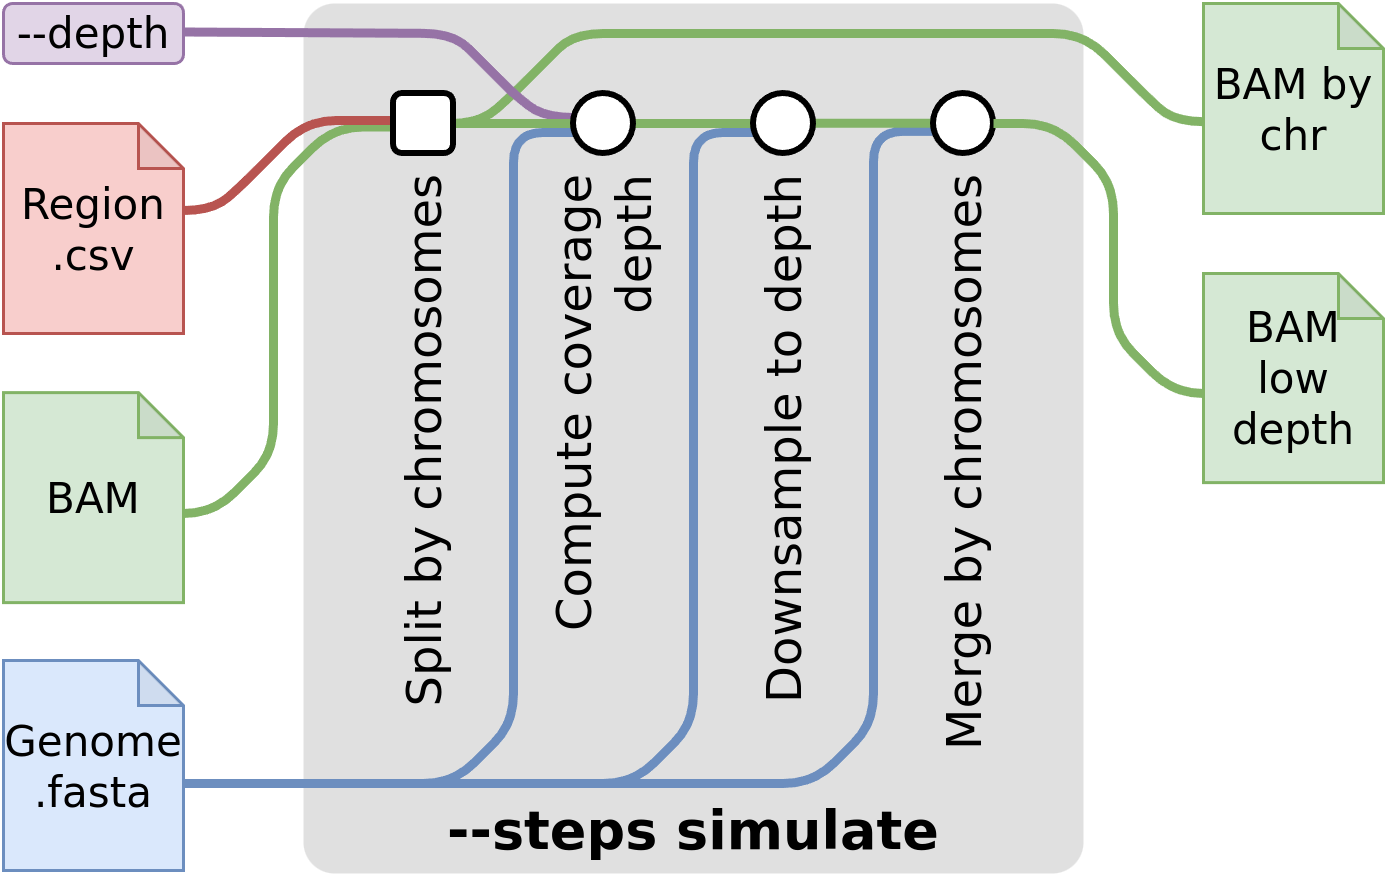 --depth
Region
.csv
BAM
Genome
.fasta
Split by chromosomes
Compute coverage
depth
Downsample to depth
Merge by chromosomes
--steps simulate
BAM by
chr
BAM
low
depth